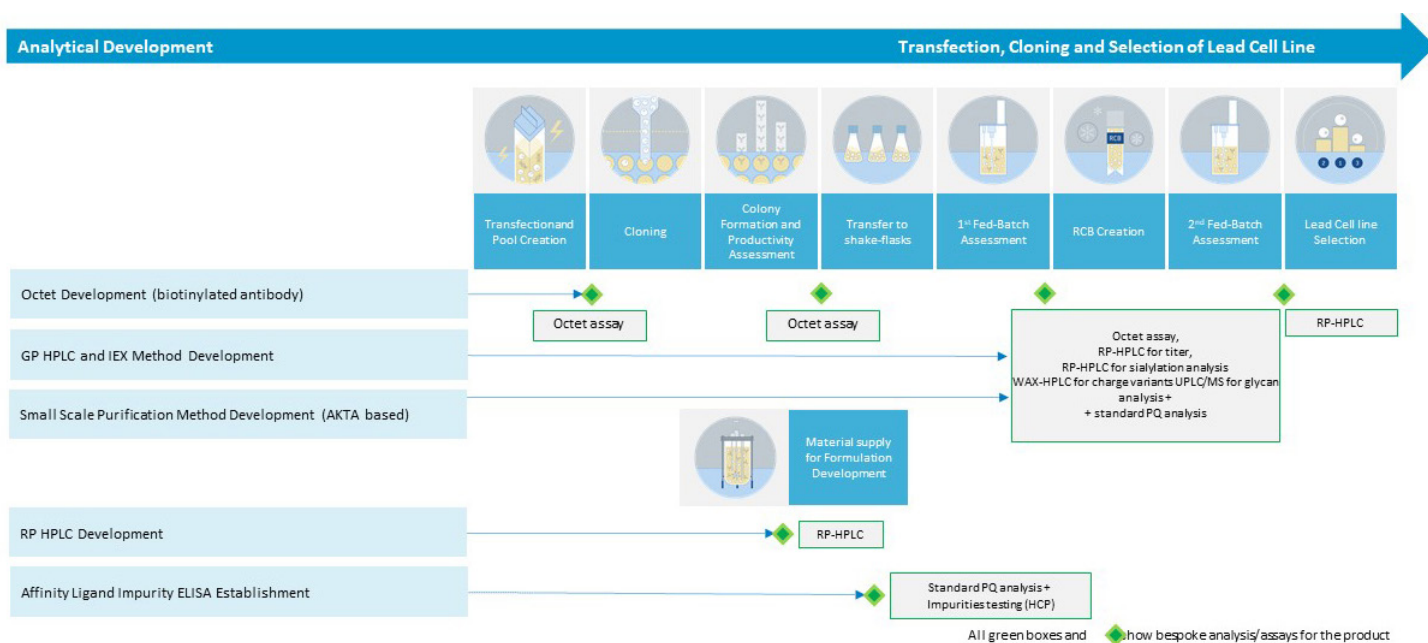 Analytical Development
Transfection, Cloning and Selection of Lead Cell Line
RCB
2 1 3
Transfectionand
Pool Creation
Cloning
Colony
Formation and
Productivity
Assessment
Transfer to
shake-flasks
1st Fed-Batch
Assessment
RCB Creation
2nd Fed-Batch
Assessment
Lead Cell line
Selection
Octet Development (biotinylated antibody)
Octet assay
Octet assay
RP-HPLC
GP HPLC and IEX Method Development
Octet assay,
RP-HPLC for titer,
RP-HPLC for sialylation analysis
WAX-HPLC for charge variants UPLC/MS for glycan
analysis +
+ standard PQ analysis
Small Scale Purification Method Development (AKTA based)
Material supply
for Formulation
Development
RP HPLC Development
RP-HPLC
Affinity Ligand Impurity ELISA Establishment
Standard PQ analysis +
Impurities testing (HCP)
All green boxes and how bespoke analysis/assays for the product